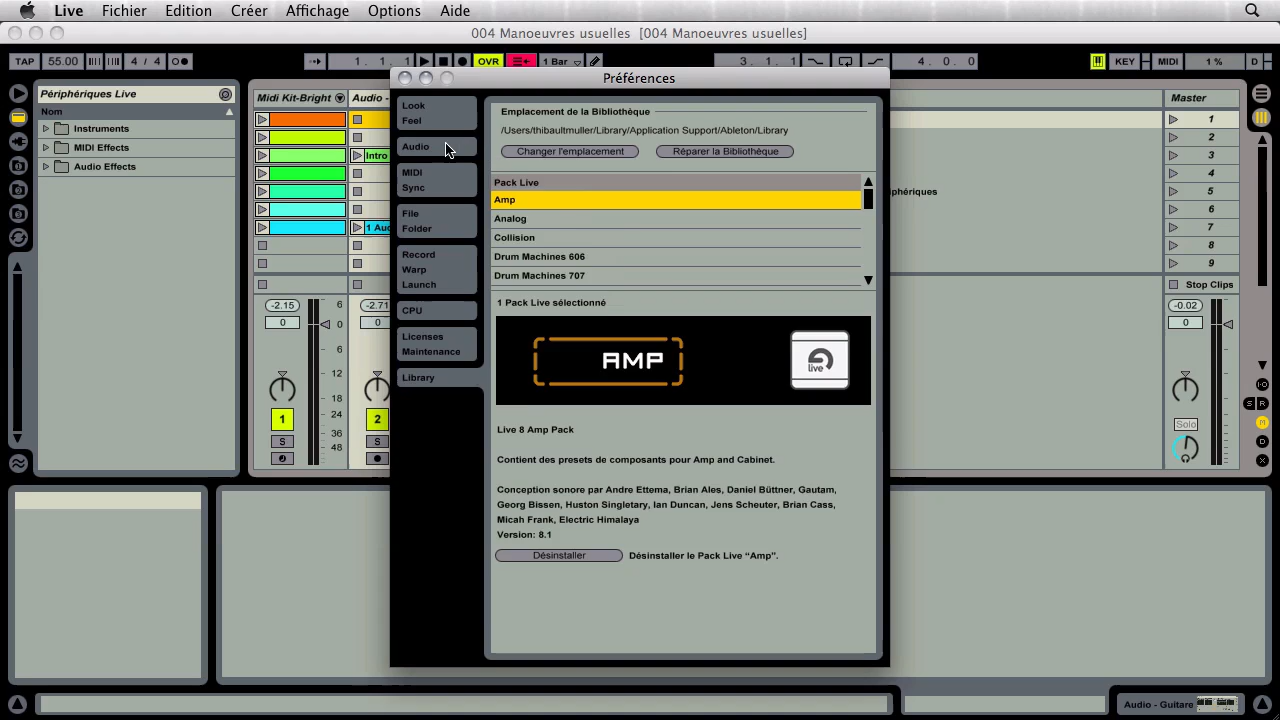 Live Fichier Edition Créer Affichage Options Aide
004 Manoeuvres usuelles [004 Manoeuvres usuelles]
TAP 55.00 4 / 4 1. 1. 1 OVR 1 Bar 3. 1. 1 4. 0. 0 KEY MIDI 1 % D
Préférences
Périphériques Live
Nom
Instruments
MIDI Effects
Audio Effects
Midi Kit-Bright
Audio -
Intro
1 Aud
Master
1
2
3
4
5
6
7
8
9
Stop Clips
Look
Feel
Audio
MIDI
Sync
File
Folder
Record
Warp
Launch
CPU
Licenses
Maintenance
Library
Emplacement de la Bibliothèque
/Users/thibaultmuller/Library/Application Support/Ableton/Library
Changer l'emplacement Réparer la Bibliothèque
Pack Live
Amp
Analog
Collision
Drum Machines 606
Drum Machines 707
1 Pack Live sélectionné
AMP
live
Live 8 Amp Pack
Contient des presets de composants pour Amp and Cabinet.
Conception sonore par Andre Ettema, Brian Ales, Daniel Büttner, Gautam,
Georg Bissen, Huston Singletary, Ian Duncan, Jens Scheuter, Brian Cass,
Micah Frank, Electric Himalaya
Version: 8.1
Désinstaller Désinstaller le Pack Live “Amp”.
-2.15
0
6
0
6
12
18
24
36
48
1
S
-2.71
0
2
S
-0.02
0
6
0
6
12
18
24
36
48
Solo
I·O
S R
M
D
X
Audio - Guitare